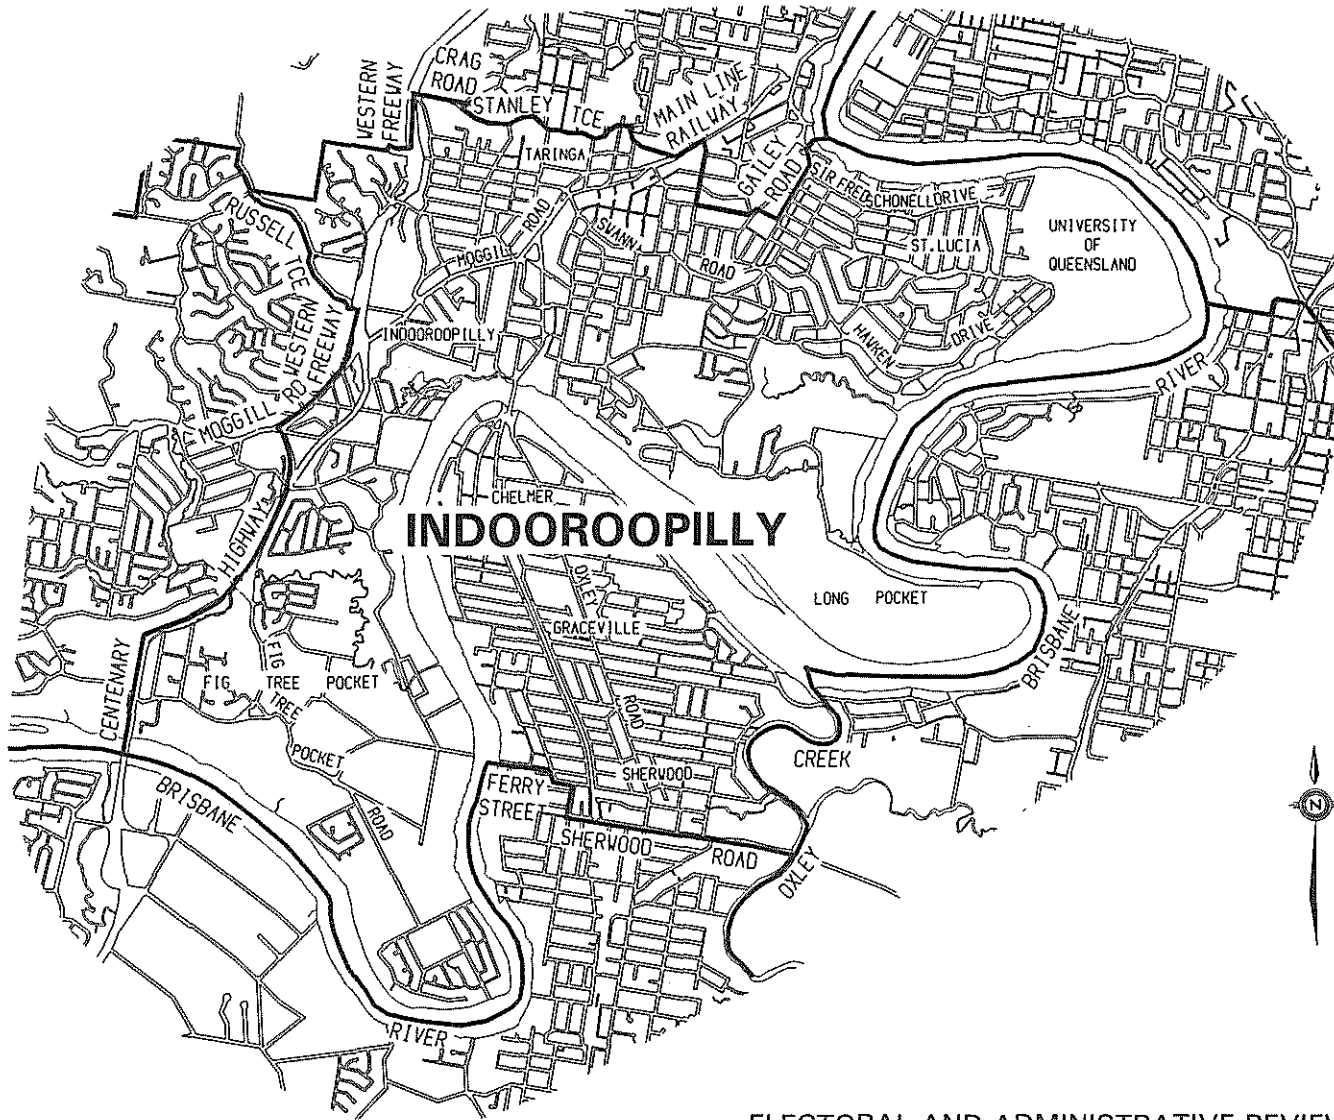 CRAG
ROAD
WESTERN
FREEWAY
STANLEY TCE
MAIN LINE
RAILWAY
TARINGA
GAILEY
ROAD
SIR FRED SCHONELL DRIVE
RUSSELL TCE
SWANN ROAD
MOGGILL ROAD
ST. LUCIA
UNIVERSITY
OF
QUEENSLAND
WESTERN
FREEWAY
INDOOROOPILLY
HAWKEN DRIVE
RIVER
MOGGILL RD
CHELMER
INDOOROOPILLY
HIGHWAY
OXLEY
LONG POCKET
GRACEVILLE
BRISBANE
FIG
TREE
FIG TREE POCKET
CENTENARY
ROAD
POCKET
CREEK
SHERWOOD
FERRY
STREET
BRISBANE
ROAD
SHERWOOD ROAD
OXLEY
N
RIVER